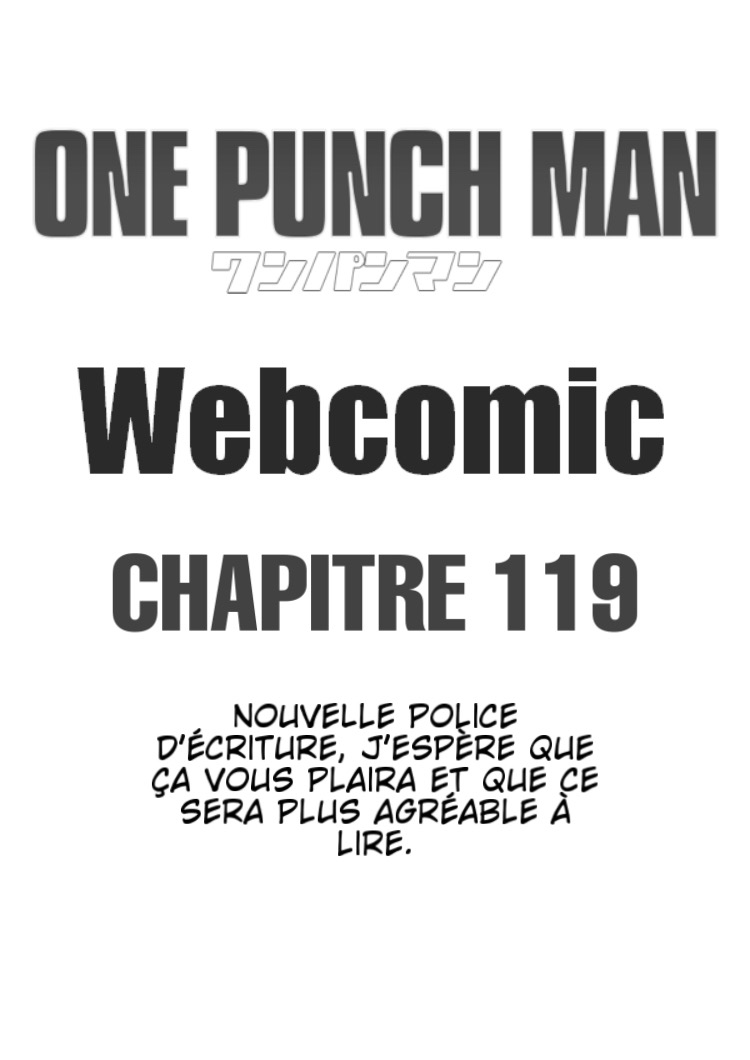 ONE PUNCH MAN
ワンパンマン
Webcomic
CHAPITRE 119
NOUVELLE POLICE
D'ÉCRITURE, J'ESPÈRE QUE
ÇA VOUS PLAIRA ET QUE CE
SERA PLUS AGRÉABLE À
LIRE.